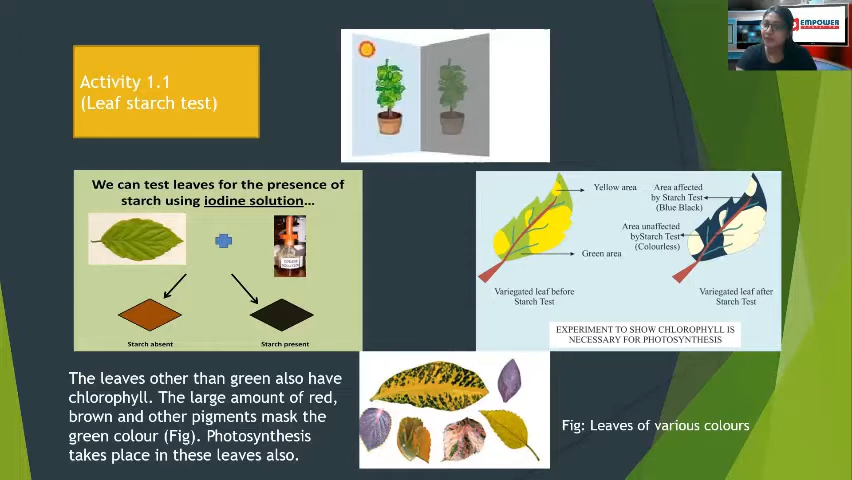 EMPOWER
Activity 1.1
(Leaf starch test)
We can test leaves for the presence of
starch using iodine solution…
Starch absent
Starch present
Yellow area
Green area
Variegated leaf before
Starch Test
Area affected
by Starch Test
(Blue Black)
Area unaffected
byStarch Test
(Colourless)
Variegated leaf after
Starch Test
EXPERIMENT TO SHOW CHLOROPHYLL IS
NECESSARY FOR PHOTOSYNTHESIS
The leaves other than green also have
chlorophyll. The large amount of red,
brown and other pigments mask the
green colour (Fig). Photosynthesis
takes place in these leaves also.
Fig: Leaves of various colours